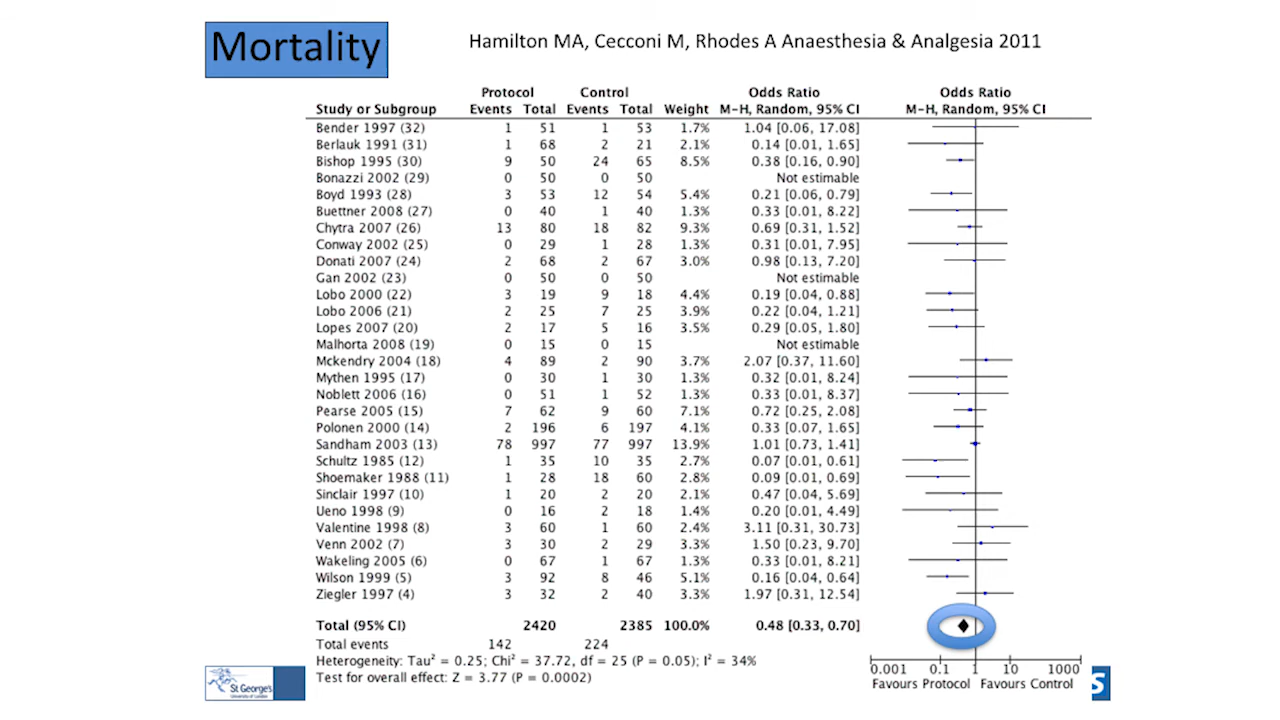 Mortality
Hamilton MA, Cecconi M, Rhodes A Anaesthesia & Analgesia 2011
Protocol Control Odds Ratio Odds Ratio
Study or Subgroup Events Total Events Total Weight M-H, Random, 95% CI M-H, Random, 95% CI
Bender 1997 (32) 1 51 1 53 1.7% 1.04 [0.06, 17.08]
Berlauk 1991 (31) 1 68 2 21 2.1% 0.14 [0.01, 1.65]
Bishop 1995 (30) 9 50 24 65 8.5% 0.38 [0.16, 0.90]
Bonazzi 2002 (29) 0 50 0 50 Not estimable
Boyd 1993 (28) 3 53 12 54 5.4% 0.21 [0.06, 0.79]
Buettner 2008 (27) 0 40 1 40 1.3% 0.33 [0.01, 8.22]
Chytra 2007 (26) 13 80 18 82 9.3% 0.69 [0.31, 1.52]
Conway 2002 (25) 0 29 1 28 1.3% 0.31 [0.01, 7.95]
Donati 2007 (24) 2 68 2 67 3.0% 0.98 [0.13, 7.20]
Gan 2002 (23) 0 50 0 50 Not estimable
Lobo 2000 (22) 3 19 9 18 4.4% 0.19 [0.04, 0.88]
Lobo 2006 (21) 2 25 7 25 3.9% 0.22 [0.04, 1.21]
Lopes 2007 (20) 2 17 5 16 3.5% 0.29 [0.05, 1.80]
Malhorta 2008 (19) 0 15 0 15 Not estimable
Mckendry 2004 (18) 4 89 2 90 3.7% 2.07 [0.37, 11.60]
Mythen 1995 (17) 0 30 1 30 1.3% 0.32 [0.01, 8.24]
Noblett 2006 (16) 0 51 1 52 1.3% 0.33 [0.01, 8.37]
Pearse 2005 (15) 7 62 9 60 7.1% 0.72 [0.25, 2.08]
Polonen 2000 (14) 2 196 6 197 4.1% 0.33 [0.07, 1.65]
Sandham 2003 (13) 78 997 77 997 13.9% 1.01 [0.73, 1.41]
Schultz 1985 (12) 1 35 10 35 2.7% 0.07 [0.01, 0.61]
Shoemaker 1988 (11) 1 28 18 60 2.8% 0.09 [0.01, 0.69]
Sinclair 1997 (10) 1 20 2 20 2.1% 0.47 [0.04, 5.69]
Ueno 1998 (9) 0 16 2 18 1.4% 0.20 [0.01, 4.49]
Valentine 1998 (8) 3 60 1 60 2.4% 3.11 [0.31, 30.73]
Venn 2002 (7) 3 30 2 29 3.3% 1.50 [0.23, 9.70]
Wakeling 2005 (6) 0 67 1 67 1.3% 0.33 [0.01, 8.21]
Wilson 1999 (5) 3 92 8 46 5.1% 0.16 [0.04, 0.64]
Ziegler 1997 (4) 3 32 2 40 3.3% 1.97 [0.31, 12.54]
Total (95% CI) 2420 2385 100.0% 0.48 [0.33, 0.70]
Total events 142 224
Heterogeneity: Tau² = 0.25; Chi² = 37.72, df = 25 (P = 0.05); I² = 34%
Test for overall effect: Z = 3.77 (P = 0.0002)
0.001 0.1 1 10 1000
Favours Protocol Favours Control
St George's
University of London
S